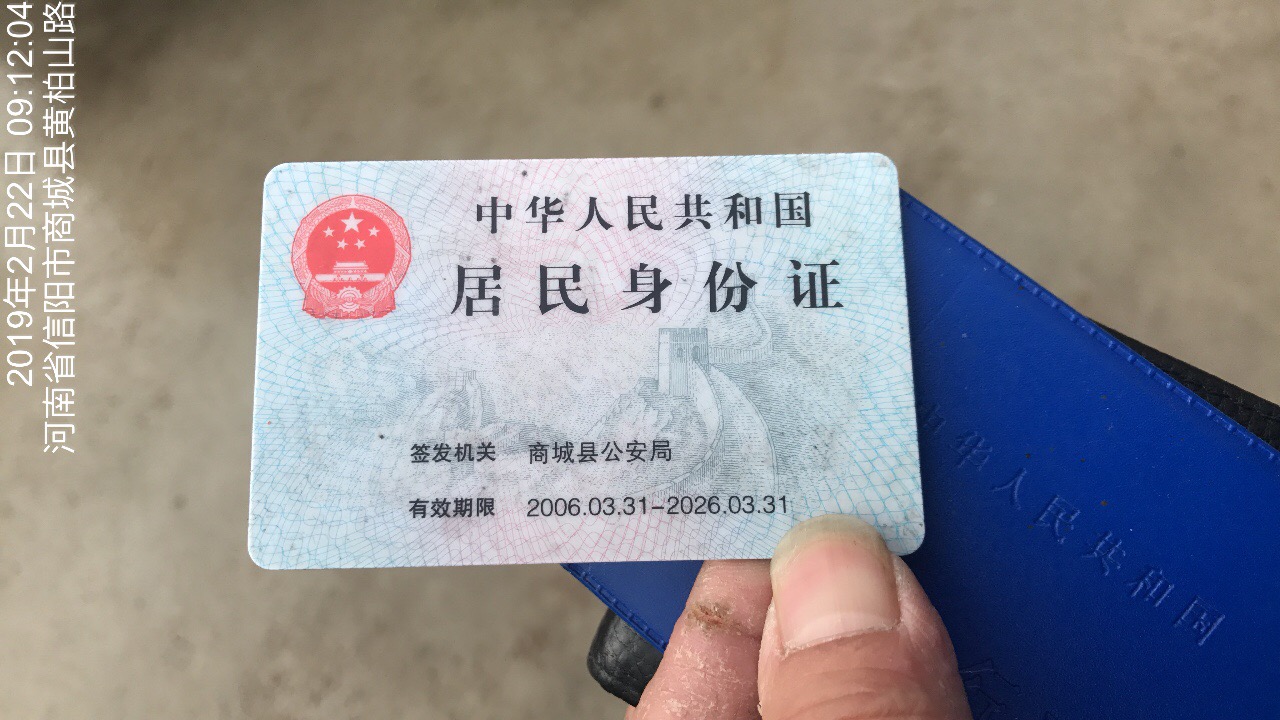 2019年2月22日 09:12:04
河南省信阳市商城县黄柏山路
中华人民共和国
居民身份证
签发机关 商城县公安局
有效期限 2006.03.31-2026.03.31
中华人民共和国